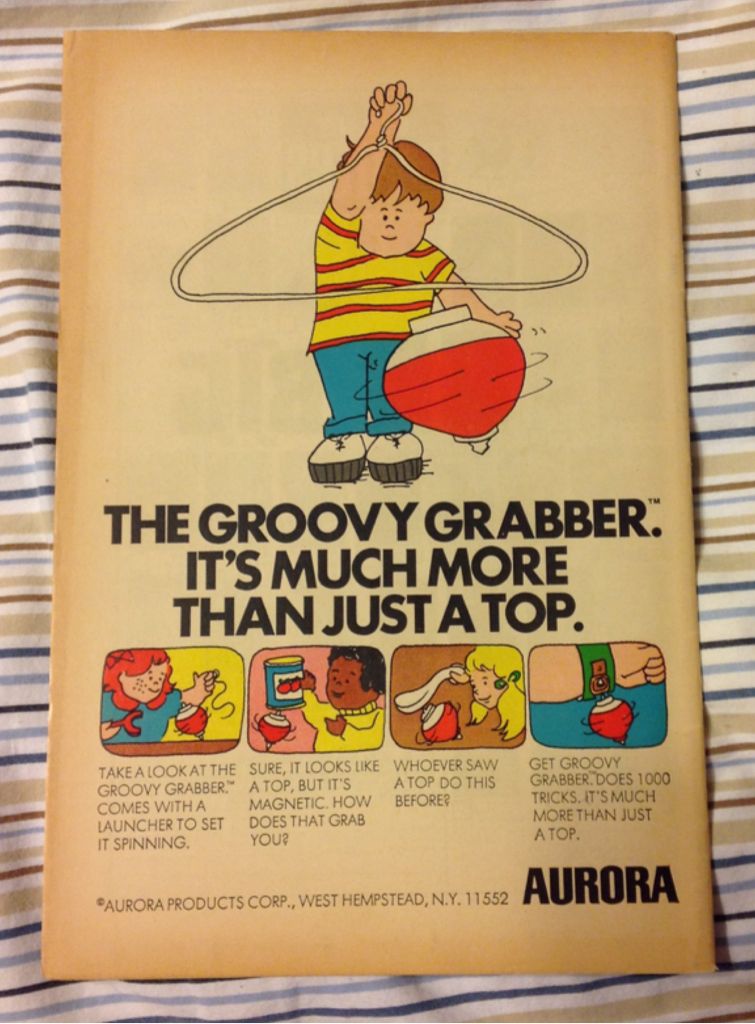 THE GROOVY GRABBER.™
IT'S MUCH MORE
THAN JUST A TOP.
TAKE A LOOK AT THE
GROOVY GRABBER.™
COMES WITH A
LAUNCHER TO SET
IT SPINNING.
SURE, IT LOOKS LIKE
A TOP, BUT IT'S
MAGNETIC. HOW
DOES THAT GRAB
YOU?
WHOEVER SAW
A TOP DO THIS
BEFORE?
GET GROOVY
GRABBER.™ DOES 1000
TRICKS. IT'S MUCH
MORE THAN JUST
A TOP.
©AURORA PRODUCTS CORP., WEST HEMPSTEAD, N.Y. 11552
AURORA